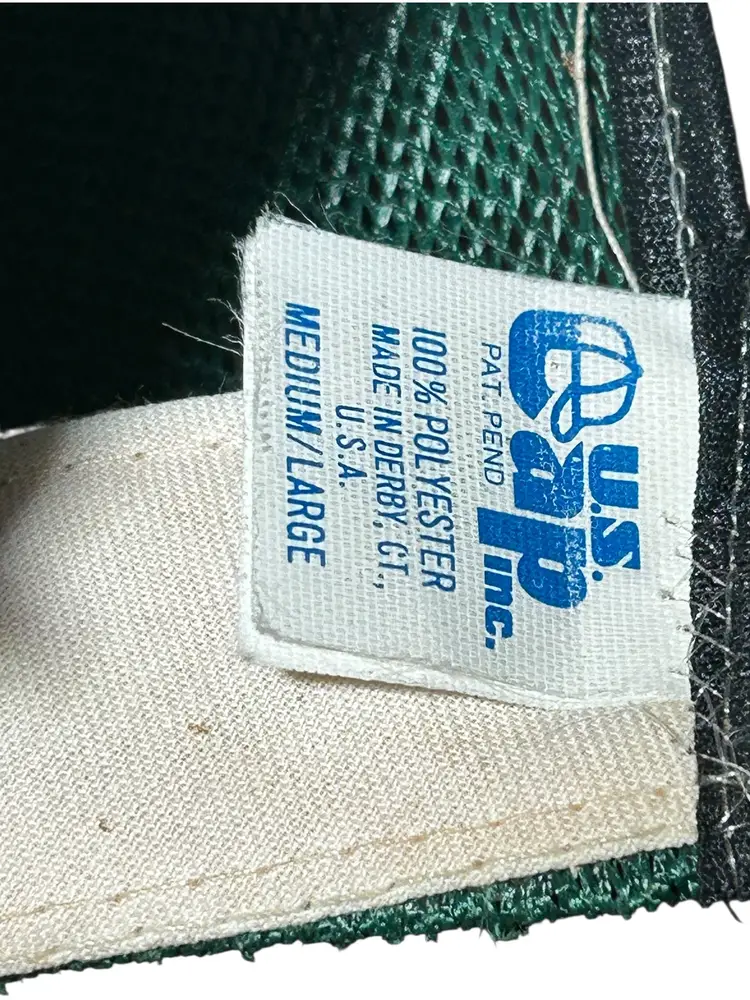 U.S.
Cap
inc.
PAT. PEND
100% POLYESTER
MADE IN DERBY, CT.,
U.S.A.
MEDIUM/LARGE